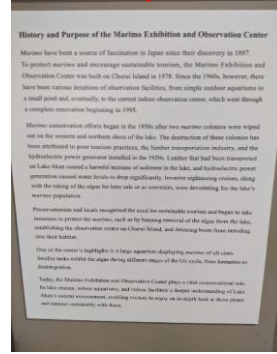 History and Purpose of the Marimo Exhibition and Observation Center
Marimo have been a source of fascination in Japan since their discovery in 1897.
To protect marimo and encourage sustainable tourism, the Marimo Exhibition and
Observation Center was built on Churui Island in 1978. Since the 1980s, however, there
have been various iterations of observation facilities, from simple outdoor aquariums to
a small pond and, eventually, to the current indoor observation center, which went through
a complete renovation beginning in 1995.
Marimo conservation efforts began in the 1950s after two marimo colonies were wiped
out on the western and northern shores of the lake. The destruction of these colonies has
been attributed to poor tourism practices, the lumber transportation industry, and the
hydroelectric power generator installed in the 1920s. Lumber that had been transported
on Lake Akan caused a harmful increase of sediment in the lake, and hydroelectric power
generation caused water levels to drop significantly. Invasive sightseeing cruises, along
with the taking of the algae for later sale or as souvenirs, were devastating for the lake's
marimo population.
Preservationists and locals recognized the need for sustainable tourism and began to take
measures to protect the marimo, such as by banning removal of the algae from the lake,
establishing the observation center on Churui Island, and deterring boats from intruding
into their habitat.
One of the center's highlights is a large aquarium displaying marimo of all sizes.
Smaller tanks exhibit the algae during different stages of the life cycle, from formation to
disintegration.
Today, the Marimo Exhibition and Observation Center plays a vital conservational role.
Its lake census, indoor aquariums, and videos facilitate a deeper understanding of Lake
Akan's natural environment, enabling visitors to enjoy an in-depth look at these plants
and interact sustainably with them.